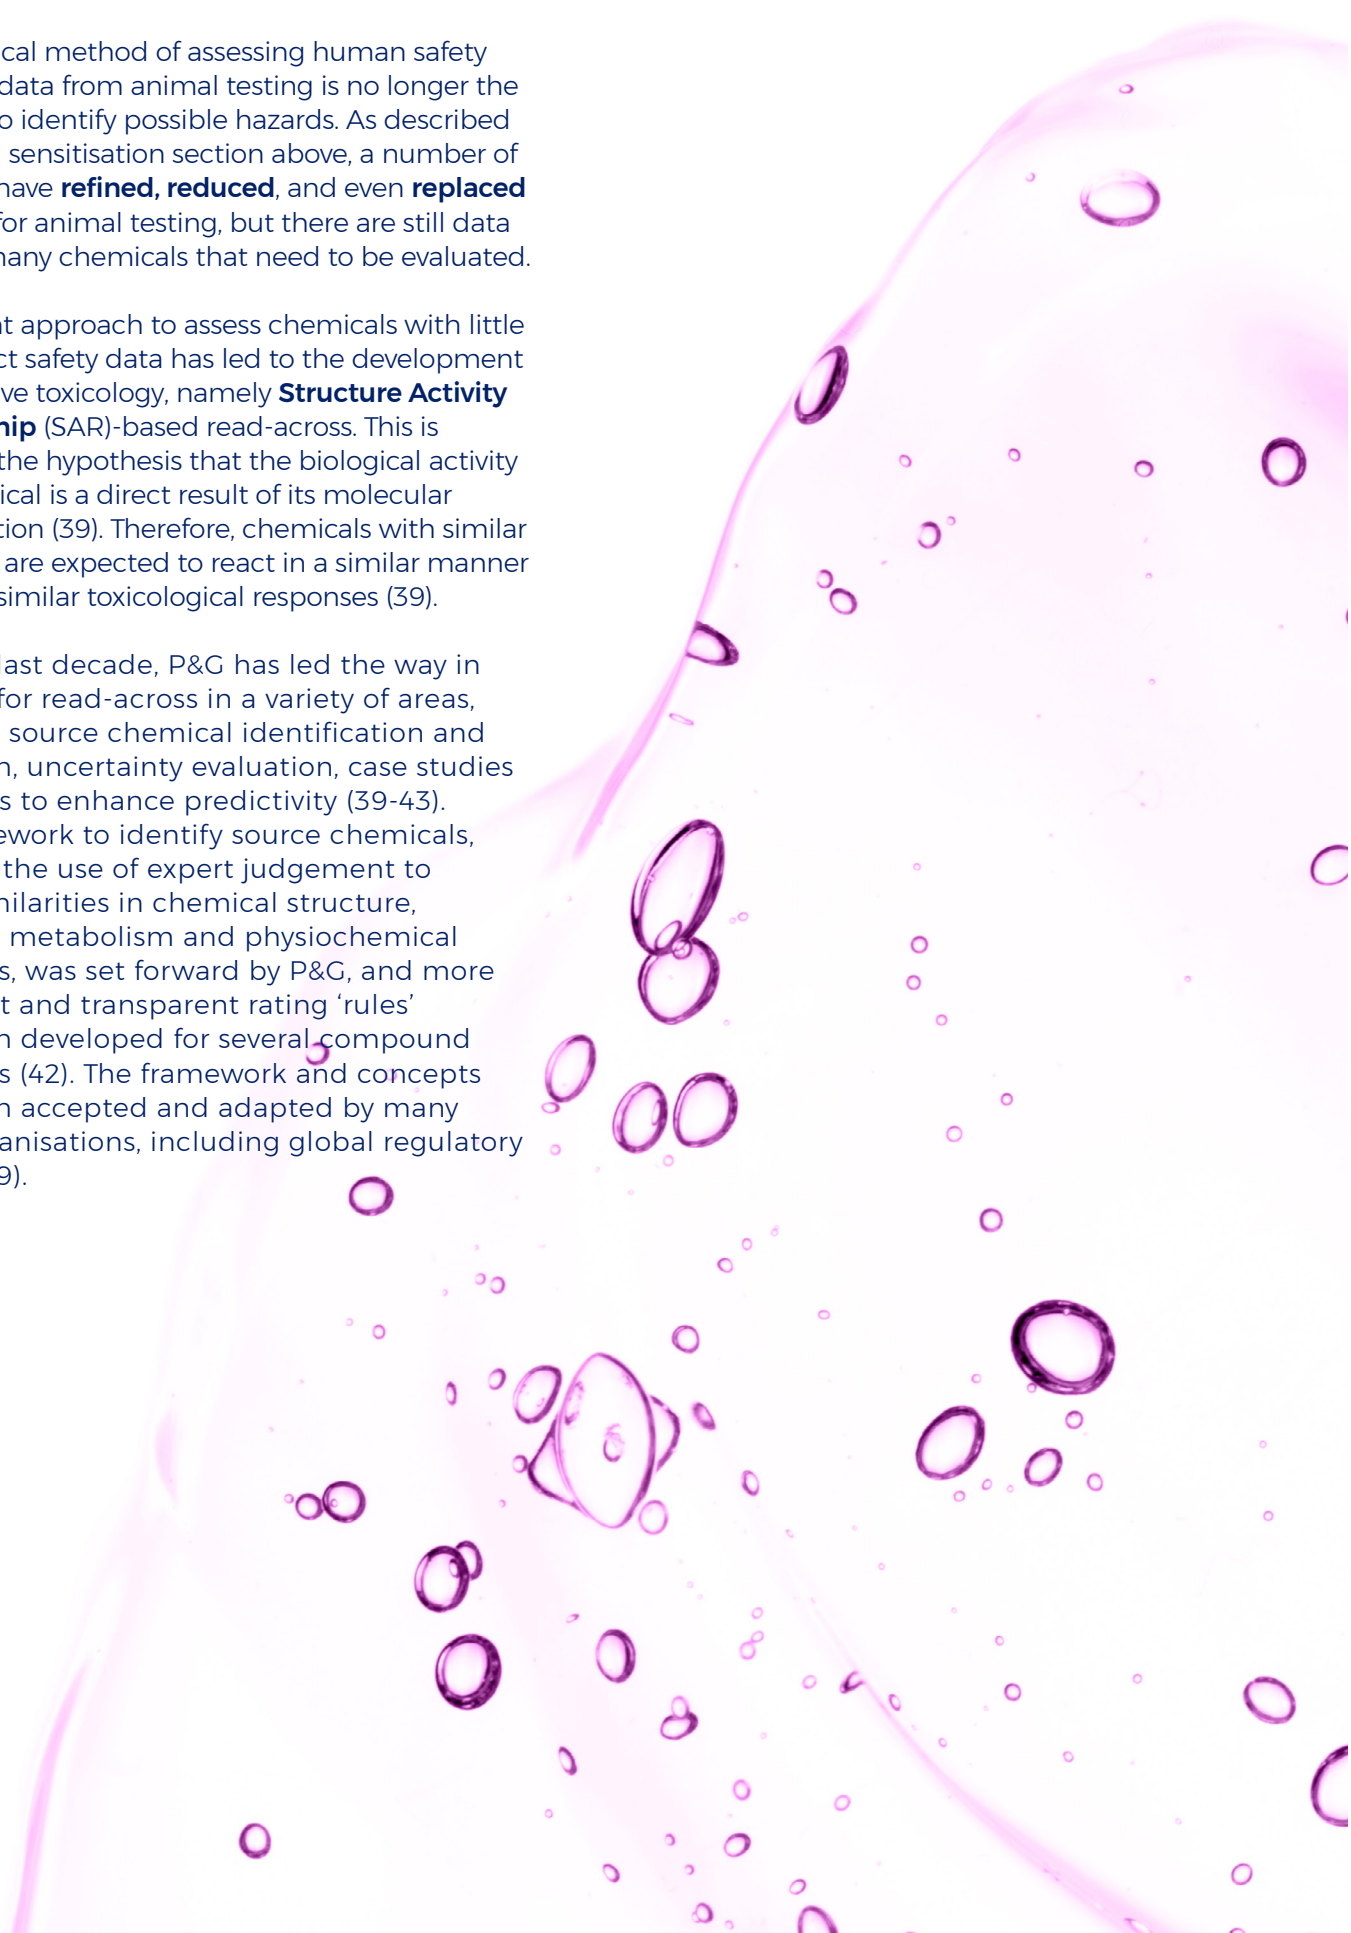 cal method of assessing human safety
data from animal testing is no longer the
o identify possible hazards. As described
sensitisation section above, a number of
have refined, reduced, and even replaced
for animal testing, but there are still data
many chemicals that need to be evaluated.
t approach to assess chemicals with little
ct safety data has led to the development
ve toxicology, namely Structure Activity
hip (SAR)-based read-across. This is
the hypothesis that the biological activity
ical is a direct result of its molecular
tion (39). Therefore, chemicals with similar
are expected to react in a similar manner
similar toxicological responses (39).
last decade, P&G has led the way in
for read-across in a variety of areas,
source chemical identification and
n, uncertainty evaluation, case studies
s to enhance predictivity (39-43).
ework to identify source chemicals,
the use of expert judgement to
milarities in chemical structure,
metabolism and physiochemical
s, was set forward by P&G, and more
t and transparent rating ‘rules’
n developed for several compound
s (42). The framework and concepts
n accepted and adapted by many
anisations, including global regulatory
9).